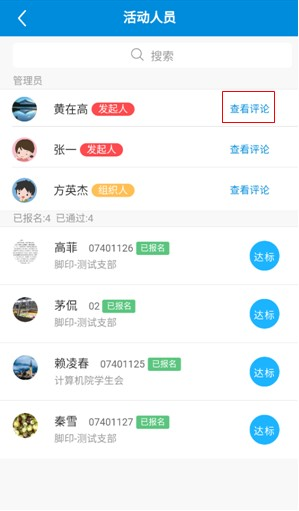 活动人员
搜索
管理员
黄在高 发起人 查看评论
张一 发起人 查看评论
方英杰 组织人 查看评论
已报名:4 已通过:4
高菲 07401126 已报名 达标
脚印-测试支部
茅侃 02 已报名 达标
脚印-测试支部
赖凌春 07401125 已报名 达标
计算机院学生会
秦雪 07401127 已报名 达标
脚印-测试支部